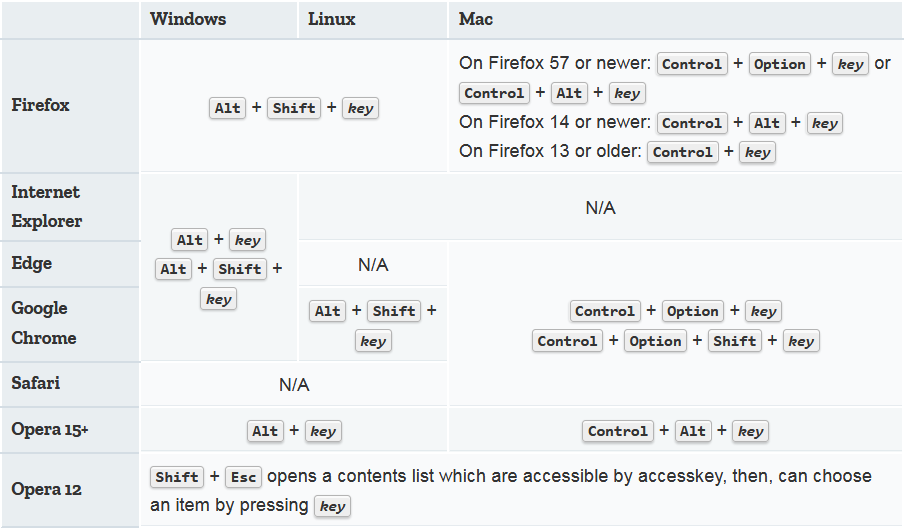 Windows Linux Mac
Firefox
Alt + Shift + key
On Firefox 57 or newer: Control + Option + key or
Control + Alt + key
On Firefox 14 or newer: Control + Alt + key
On Firefox 13 or older: Control + key
Internet
Explorer
Alt + key
Alt + Shift +
key
N/A
Edge
N/A
Google
Chrome
Alt + Shift +
key
Control + Option + key
Control + Option + Shift + key
Safari
N/A
Opera 15+
Alt + key
Control + Alt + key
Opera 12
Shift + Esc opens a contents list which are accessible by accesskey, then, can choose
an item by pressing key